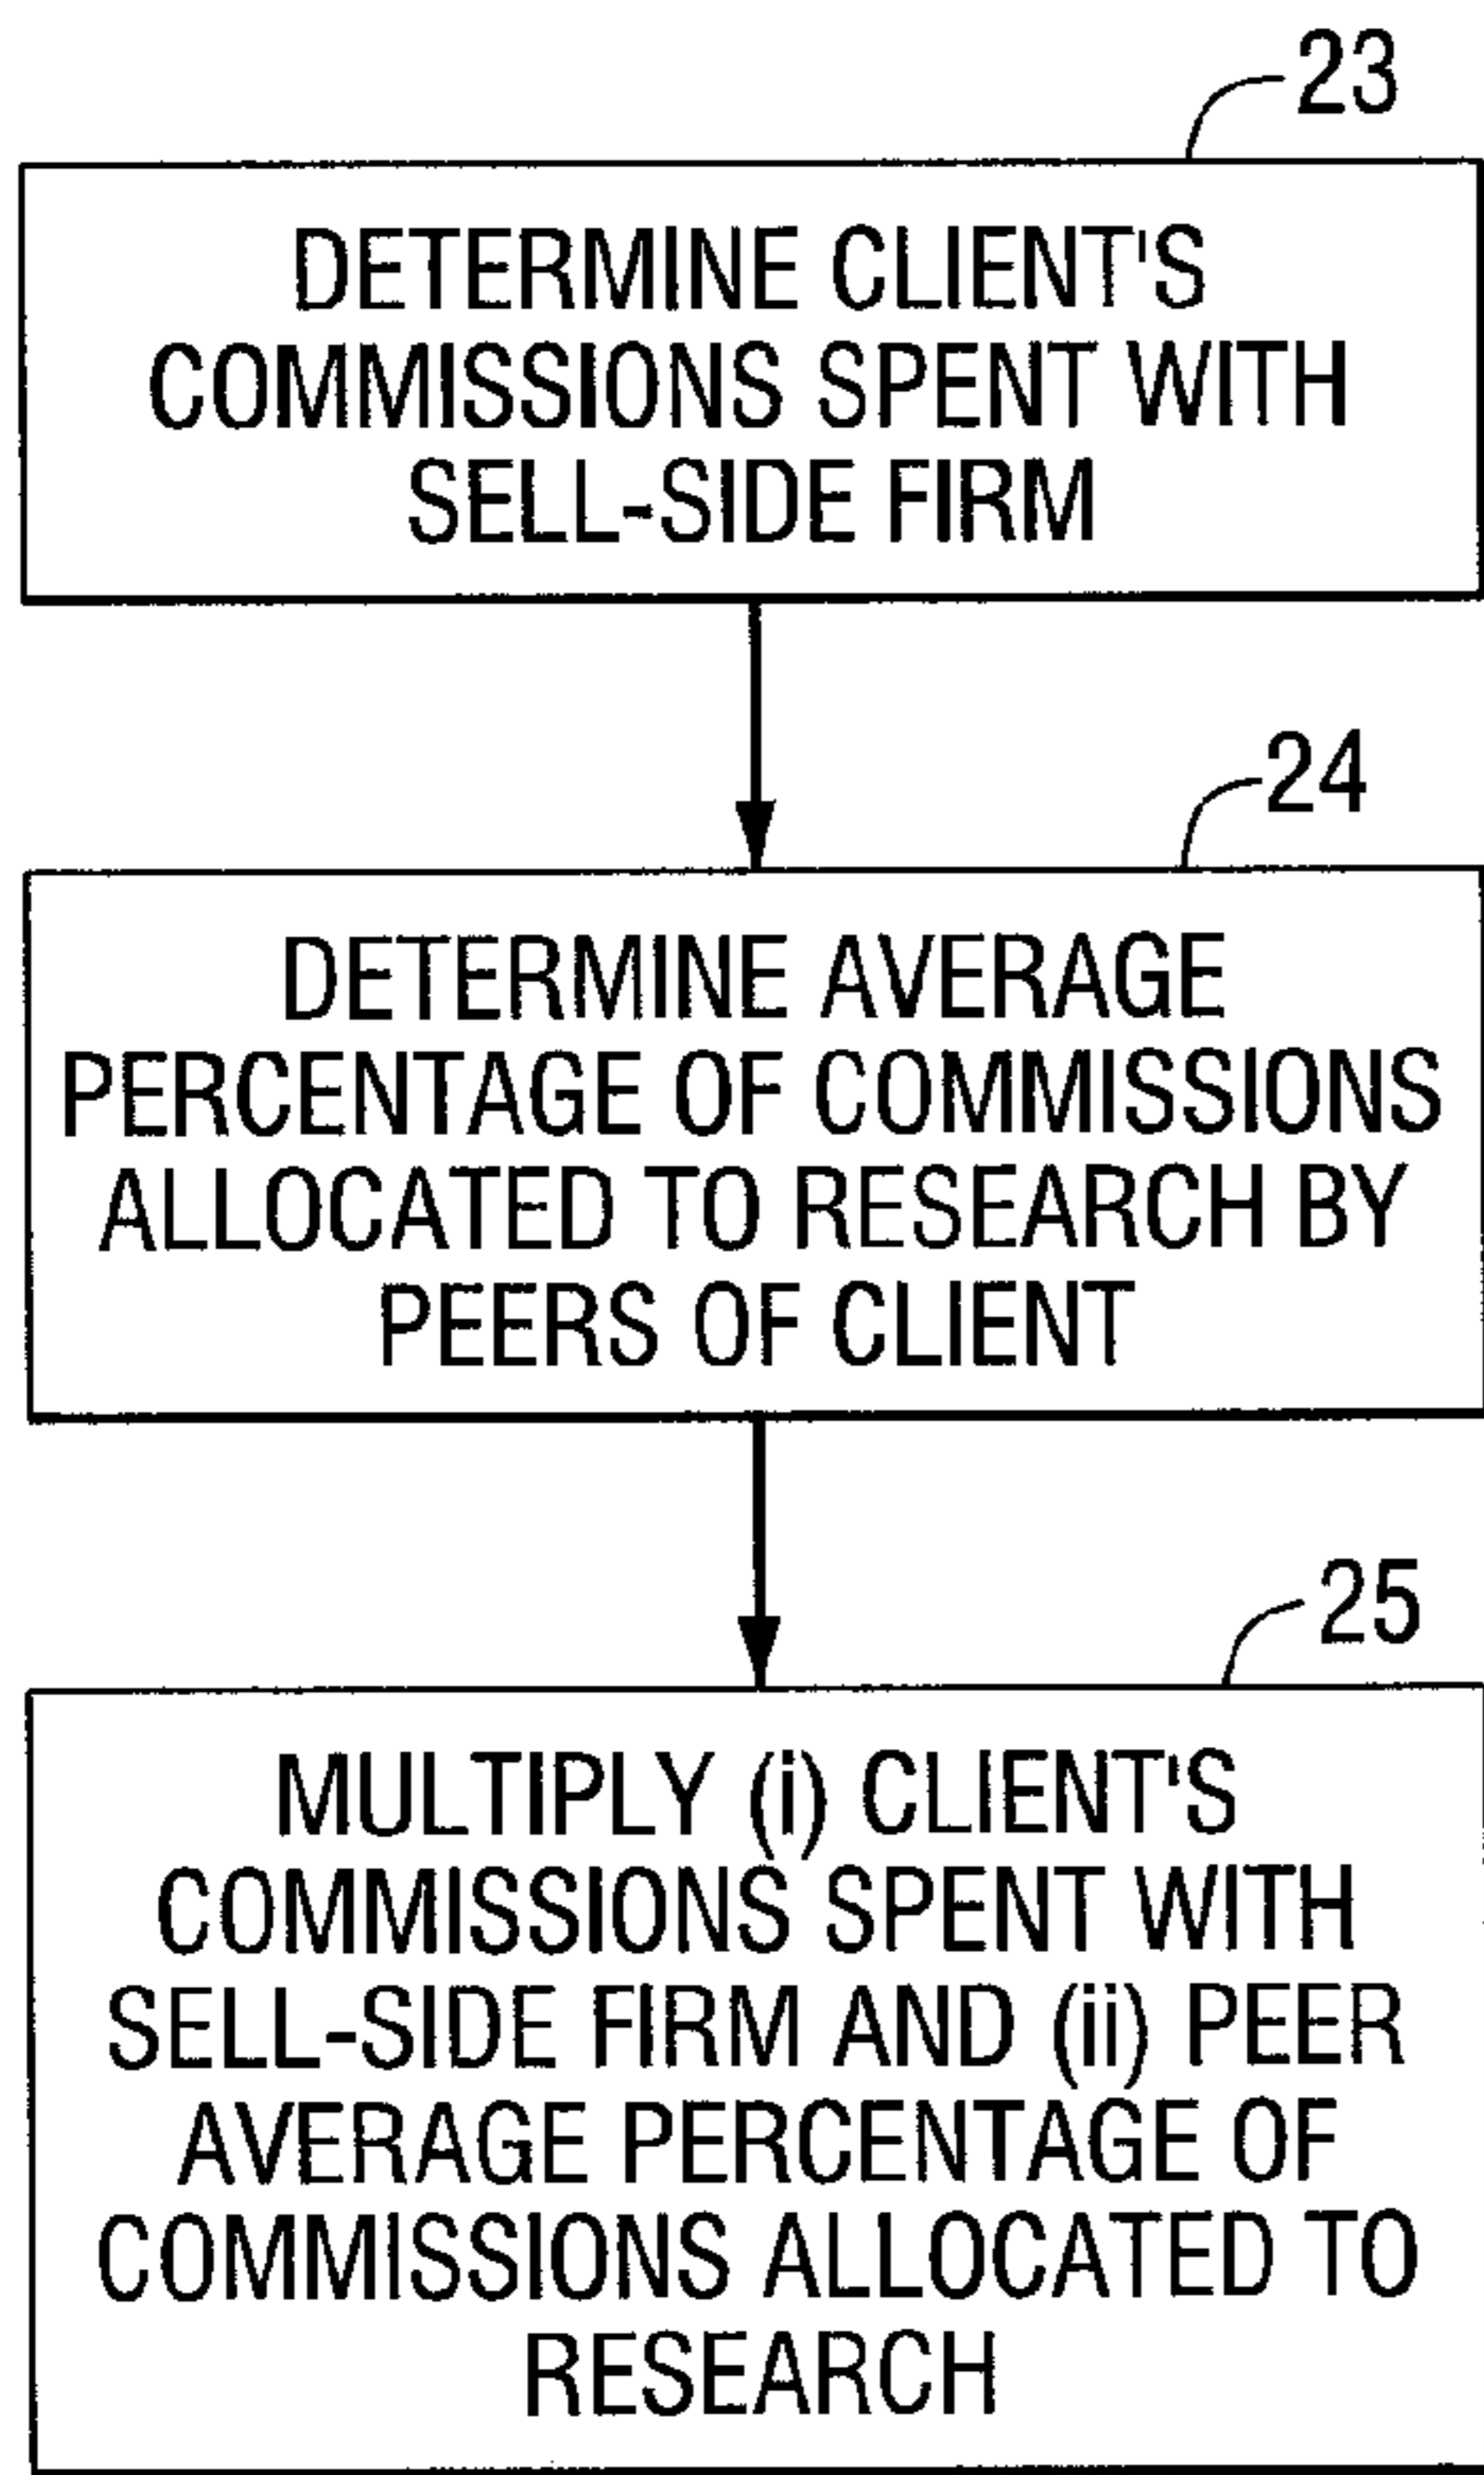 23
DETERMINE CLIENT'S
COMMISSIONS SPENT WITH
SELL-SIDE FIRM
24
DETERMINE AVERAGE
PERCENTAGE OF COMMISSIONS
ALLOCATED TO RESEARCH BY
PEERS OF CLIENT
25
MULTIPLY (i) CLIENT'S
COMMISSIONS SPENT WITH
SELL-SIDE FIRM AND (ii) PEER
AVERAGE PERCENTAGE OF
COMMISSIONS ALLOCATED TO
RESEARCH